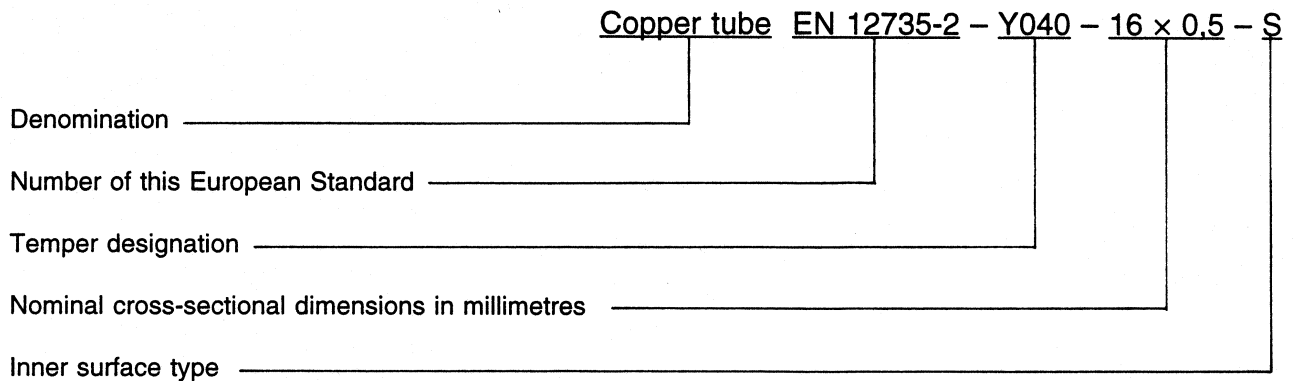 Copper tube EN 12735-2 – Y040 – 16 × 0,5 – S
Denomination
Number of this European Standard
Temper designation
Nominal cross-sectional dimensions in millimetres
Inner surface type